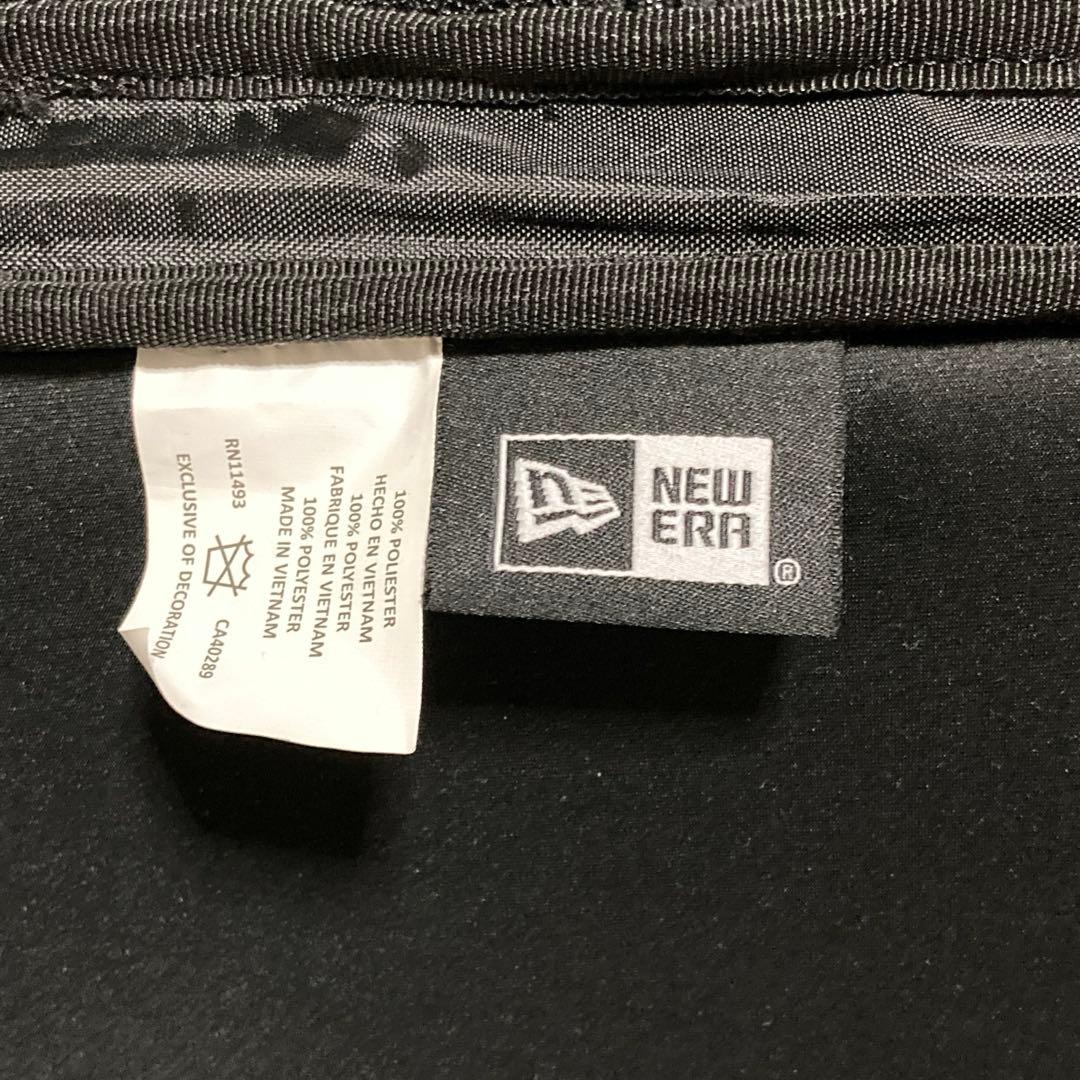 100% POLIESTER
HECHO EN VIETNAM
100% POLYESTER
FABRIQUE EN VIETNAM
100% POLYESTER
MADE IN VIETNAM
RN11493 CA40289
EXCLUSIVE OF DECORATION
NEW
ERA
®